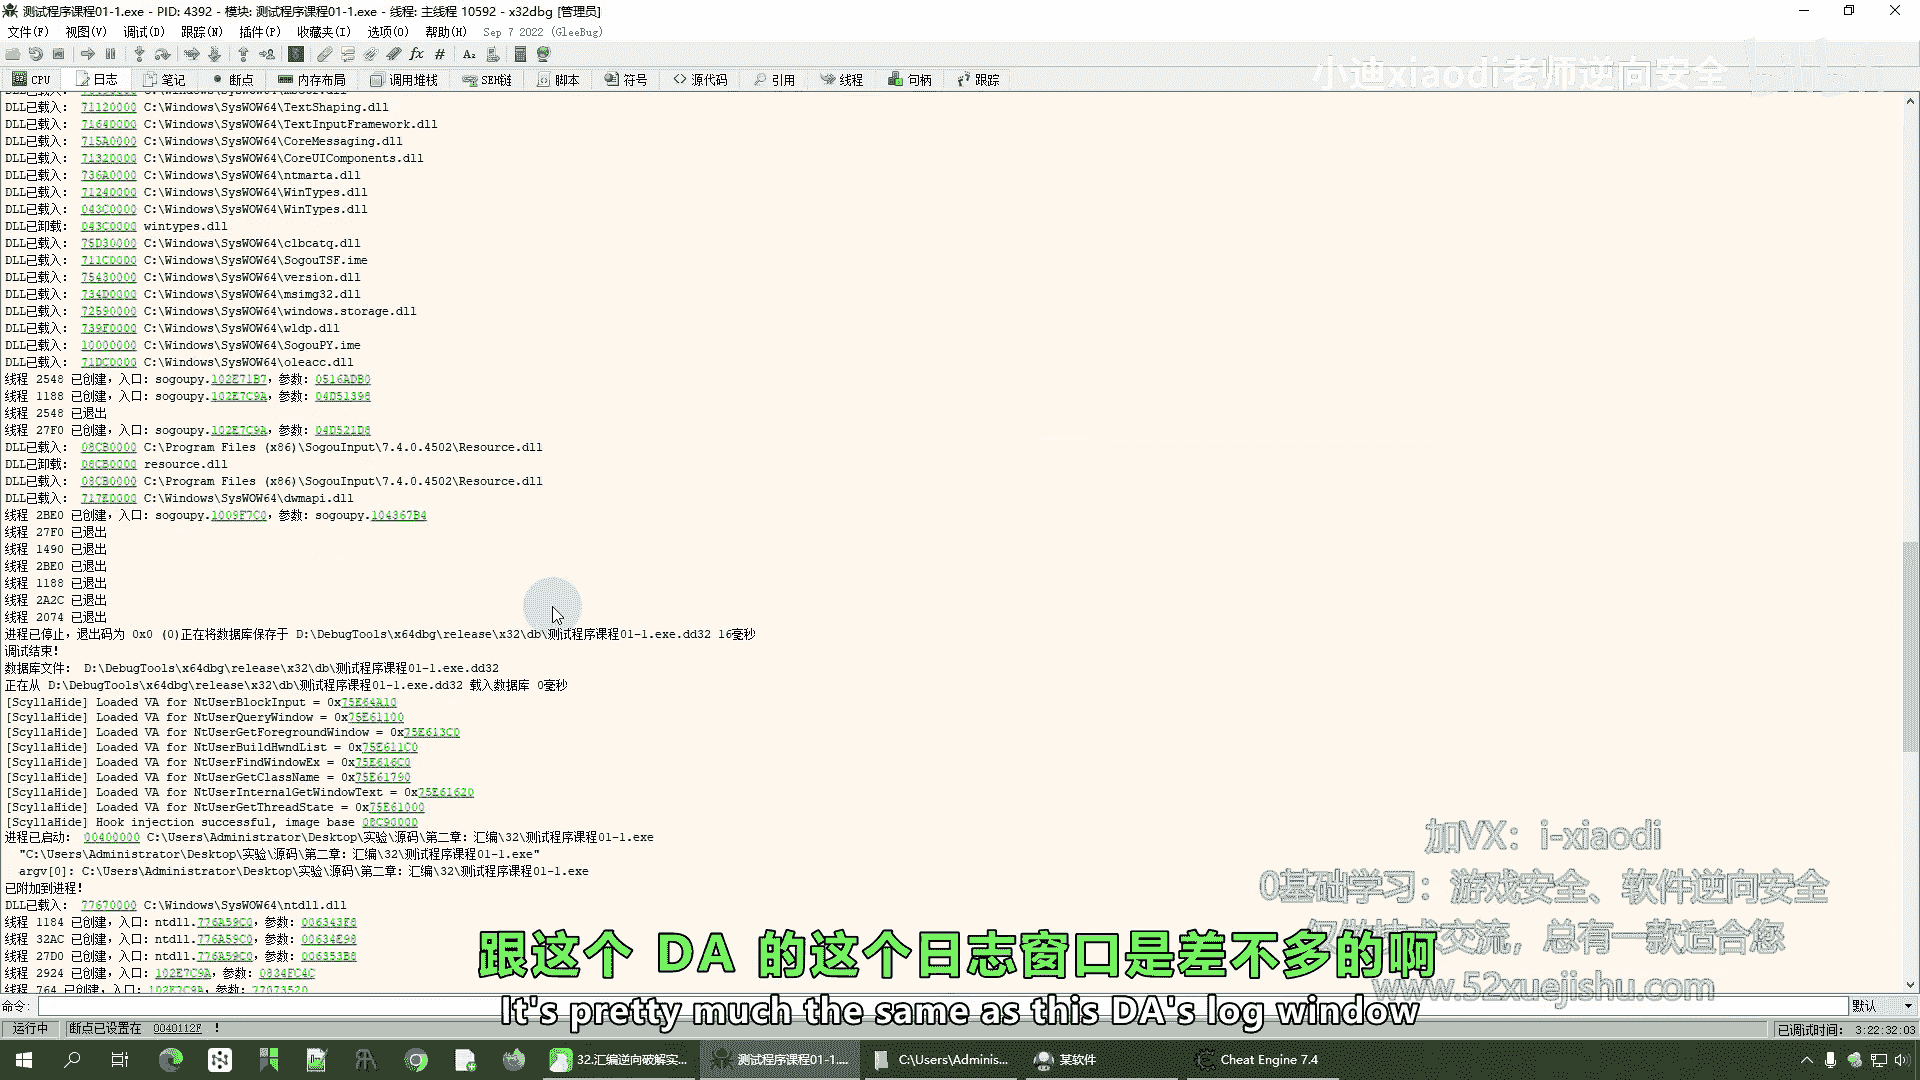 测试程序课程01-1.exe - PID: 4392 - 模块: 测试程序课程01-1.exe - 线程: 主线程 10592 - x32dbg [管理员]
文件(F) 视图(V) 调试(D) 跟踪(N) 插件(P) 收藏夹(I) 选项(O) 帮助(H) Sep 7 2022 (GleeBug)
CPU 日志 笔记 断点 内存布局 调用堆栈 SEH链 脚本 符号 源代码 引用 线程 句柄 跟踪
小迪xiaodi老师逆向安全
DLL已载入: 71120000 C:\Windows\SysWOW64\TextShaping.dll
DLL已载入: 71640000 C:\Windows\SysWOW64\TextInputFramework.dll
DLL已载入: 715A0000 C:\Windows\SysWOW64\CoreMessaging.dll
DLL已载入: 71320000 C:\Windows\SysWOW64\CoreUIComponents.dll
DLL已载入: 736A0000 C:\Windows\SysWOW64\ntmarta.dll
DLL已载入: 71240000 C:\Windows\SysWOW64\WinTypes.dll
DLL已载入: 043C0000 C:\Windows\SysWOW64\WinTypes.dll
DLL已卸载: 043C0000 wintypes.dll
DLL已载入: 75D30000 C:\Windows\SysWOW64\clbcatq.dll
DLL已载入: 711C0000 C:\Windows\SysWOW64\SogouTSF.ime
DLL已载入: 75430000 C:\Windows\SysWOW64\version.dll
DLL已载入: 734D0000 C:\Windows\SysWOW64\msimg32.dll
DLL已载入: 72590000 C:\Windows\SysWOW64\windows.storage.dll
DLL已载入: 739F0000 C:\Windows\SysWOW64\wldp.dll
DLL已载入: 10000000 C:\Windows\SysWOW64\SogouPY.ime
DLL已载入: 71DC0000 C:\Windows\SysWOW64\oleacc.dll
线程 2548 已创建，入口: sogoupy.102E71B7，参数: 0516ADB0
线程 1188 已创建，入口: sogoupy.102E7C9A，参数: 04D51398
线程 2548 已退出
线程 27F0 已创建，入口: sogoupy.102E7C9A，参数: 04D521D8
DLL已载入: 08CB0000 C:\Program Files (x86)\SogouInput\7.4.0.4502\Resource.dll
DLL已卸载: 08CB0000 resource.dll
DLL已载入: 08CB0000 C:\Program Files (x86)\SogouInput\7.4.0.4502\Resource.dll
DLL已载入: 717E0000 C:\Windows\SysWOW64\dwmapi.dll
线程 2BE0 已创建，入口: sogoupy.1009F7C0，参数: sogoupy.104367B4
线程 27F0 已退出
线程 1490 已退出
线程 2BE0 已退出
线程 1188 已退出
线程 2A2C 已退出
线程 2074 已退出
进程已停止，退出码为 0x0 (0)正在将数据库保存于 D:\DebugTools\x64dbg\release\x32\db\测试程序课程01-1.exe.dd32 16毫秒
调试结束!
数据库文件: D:\DebugTools\x64dbg\release\x32\db\测试程序课程01-1.exe.dd32
正在从 D:\DebugTools\x64dbg\release\x32\db\测试程序课程01-1.exe.dd32 载入数据库 0毫秒
[ScyllaHide] Loaded VA for NtUserBlockInput = 0x75E64A10
[ScyllaHide] Loaded VA for NtUserQueryWindow = 0x75E61100
[ScyllaHide] Loaded VA for NtUserGetForegroundWindow = 0x75E613C0
[ScyllaHide] Loaded VA for NtUserBuildHwndList = 0x75E611C0
[ScyllaHide] Loaded VA for NtUserFindWindowEx = 0x75E616C0
[ScyllaHide] Loaded VA for NtUserGetClassName = 0x75E61790
[ScyllaHide] Loaded VA for NtUserInternalGetWindowText = 0x75E61620
[ScyllaHide] Loaded VA for NtUserGetThreadState = 0x75E61000
[ScyllaHide] Hook injection successful, image base 08C90000
进程已启动: 00400000 C:\Users\Administrator\Desktop\实验\源码\第二章: 汇编\32\测试程序课程01-1.exe
"C:\Users\Administrator\Desktop\实验\源码\第二章: 汇编\32\测试程序课程01-1.exe"
argv[0]: C:\Users\Administrator\Desktop\实验\源码\第二章: 汇编\32\测试程序课程01-1.exe
已附加到进程!
DLL已载入: 77670000 C:\Windows\SysWOW64\ntdll.dll
线程 1184 已创建，入口: ntdll.776A59C0，参数: 006343F8
线程 32AC 已创建，入口: ntdll.776A59C0，参数: 00634E98
线程 27D0 已创建，入口: ntdll.776A59C0，参数: 006353B8
线程 2924 已创建，入口: 102E7C9A，参数: 0834FC4C
线程 764 已创建，入口: 102E7C9A，参数: 77073520
加VX：i-xiaodi
0基础学习：游戏安全、软件逆向安全
交流，总有一款适合您
www.52xuejishu.com
跟这个 DA 的这个日志窗口是差不多的啊
It's pretty much the same as this DA's log window
命令: 默认
运行中 断点已设置在 0040112F ! 已调试时间: 3:22:32:03
32.汇编逆向破解实... 测试程序课程01-1.... C:\Users\Adminis... 某软件 Cheat Engine 7.4